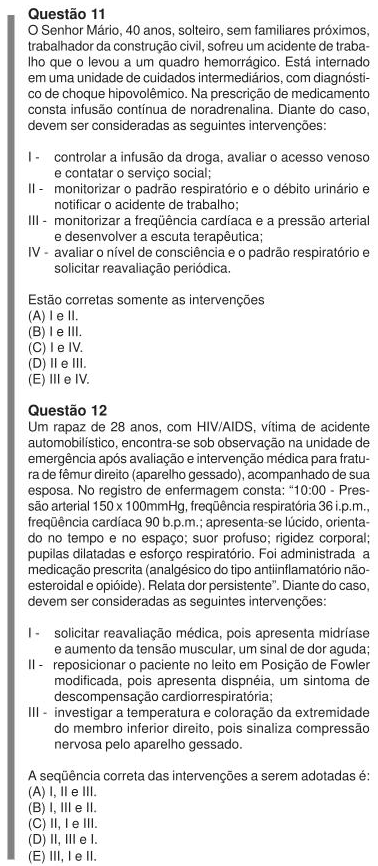 Questão 11
O Senhor Mário, 40 anos, solteiro, sem familiares próximos,
trabalhador da construção civil, sofreu um acidente de traba-
lho que o levou a um quadro hemorrágico. Está internado
em uma unidade de cuidados intermediários, com diagnósti-
co de choque hipovolêmico. Na prescrição de medicamento
consta infusão contínua de noradrenalina. Diante do caso,
devem ser consideradas as seguintes intervenções:
I - controlar a infusão da droga, avaliar o acesso venoso
e contatar o serviço social;
II - monitorizar o padrão respiratório e o débito urinário e
notificar o acidente de trabalho;
III - monitorizar a freqüência cardíaca e a pressão arterial
e desenvolver a escuta terapêutica;
IV - avaliar o nível de consciência e o padrão respiratório e
solicitar reavaliação periódica.
Estão corretas somente as intervenções
(A) I e II.
(B) I e III.
(C) I e IV.
(D) II e III.
(E) III e IV.
Questão 12
Um rapaz de 28 anos, com HIV/AIDS, vítima de acidente
automobilístico, encontra-se sob observação na unidade de
emergência após avaliação e intervenção médica para fratu-
ra de fêmur direito (aparelho gessado), acompanhado de sua
esposa. No registro de enfermagem consta: “10:00 - Pres-
são arterial 150 x 100mmHg, freqüência respiratória 36 i.p.m.,
freqüência cardíaca 90 b.p.m.; apresenta-se lúcido, orienta-
do no tempo e no espaço; suor profuso; rigidez corporal;
pupilas dilatadas e esforço respiratório. Foi administrada a
medicação prescrita (analgésico do tipo antiinflamatório não-
esteroidal e opióide). Relata dor persistente”. Diante do caso,
devem ser consideradas as seguintes intervenções:
I - solicitar reavaliação médica, pois apresenta midríase
e aumento da tensão muscular, um sinal de dor aguda;
II - reposicionar o paciente no leito em Posição de Fowler
modificada, pois apresenta dispnéia, um sintoma de
descompensação cardiorrespiratória;
III - investigar a temperatura e coloração da extremidade
do membro inferior direito, pois sinaliza compressão
nervosa pelo aparelho gessado.
A seqüência correta das intervenções a serem adotadas é:
(A) I, II e III.
(B) I, III e II.
(C) II, I e III.
(D) II, III e I.
(E) III, I e II.